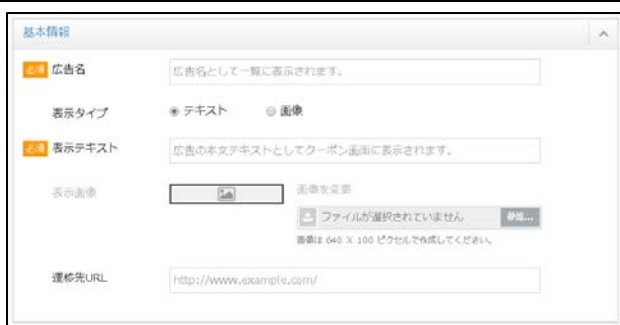 基本情報
必須 広告名 広告名として一覧に表示されます。
表示タイプ テキスト 画像
必須 表示テキスト 広告の本文テキストとしてクーポン画面に表示されます。
表示画像 画像を変更
ファイルが選択されていません 参照...
画像は 640 X 100 ピクセルで作成してください。
遷移先URL http://www.example.com/